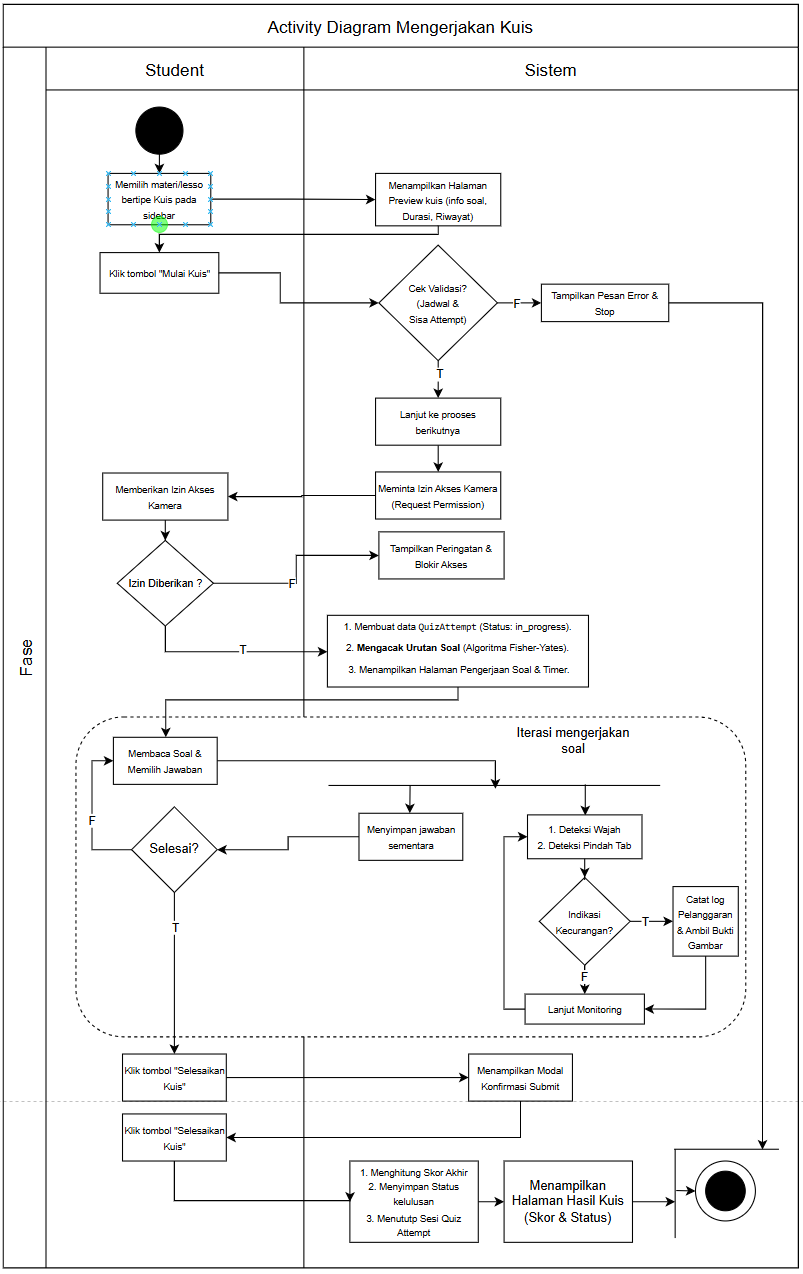 Activity Diagram Mengerjakan Kuis
Student
Sistem
Fase
Memilih materi/lesso
bertipe Kuis pada
sidebar
Menampilkan Halaman
Preview kuis (info soal,
Durasi, Riwayat)
Klik tombol "Mulai Kuis"
Cek Validasi?
(Jadwal &
Sisa Attempt)
F
Tampilkan Pesan Error &
Stop
T
Lanjut ke prooses
berikutnya
Memberikan Izin Akses
Kamera
Meminta Izin Akses Kamera
(Request Permission)
Izin Diberikan ?
F
Tampilkan Peringatan &
Blokir Akses
T
1. Membuat data QuizAttempt (Status: in_progress).
2. Mengacak Urutan Soal (Algoritma Fisher-Yates).
3. Menampilkan Halaman Pengerjaan Soal & Timer.
Iterasi mengerjakan
soal
Membaca Soal &
Memilih Jawaban
F
Selesai?
Menyimpan jawaban
sementara
1. Deteksi Wajah
2. Deteksi Pindah Tab
Indikasi
Kecurangan?
T
Catat log
Pelanggaran
& Ambil Bukti
Gambar
T
F
Lanjut Monitoring
Klik tombol "Selesaikan
Kuis"
Menampilkan Modal
Konfirmasi Submit
Klik tombol "Selesaikan
Kuis"
1. Menghitung Skor Akhir
2. Menyimpan Status
kelulusan
3. Menututp Sesi Quiz
Attempt
Menampilkan
Halaman Hasil Kuis
(Skor & Status)